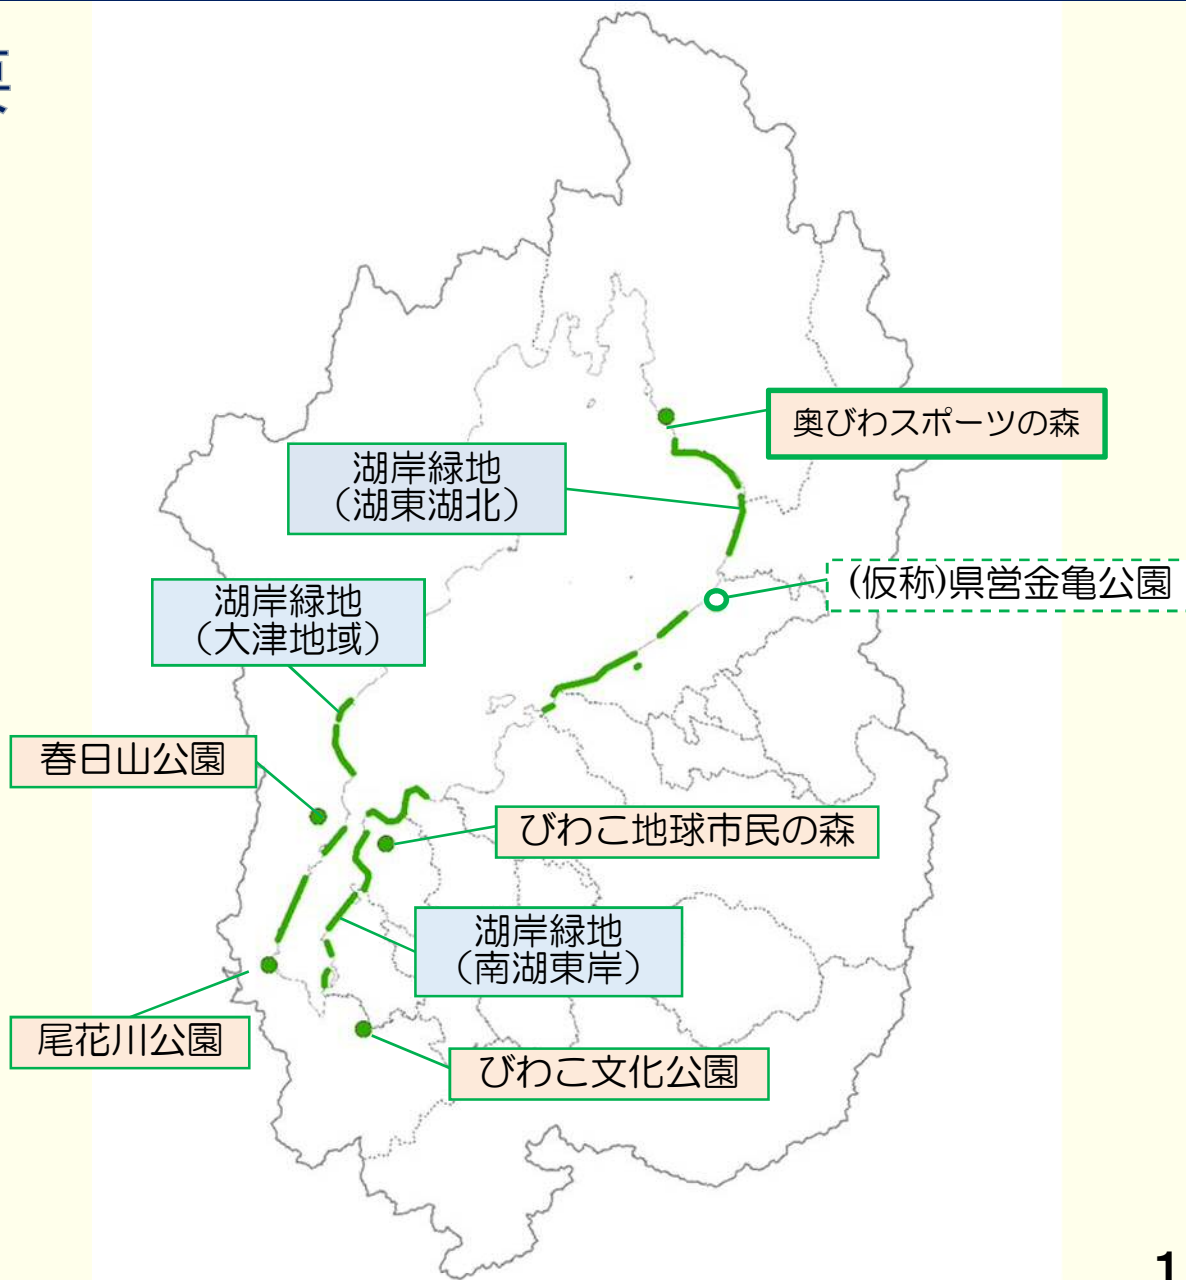 要
奥びわスポーツの森
湖岸緑地
（湖東湖北）
(仮称)県営金亀公園
湖岸緑地
（大津地域）
春日山公園
びわこ地球市民の森
湖岸緑地
（南湖東岸）
尾花川公園
びわこ文化公園
1